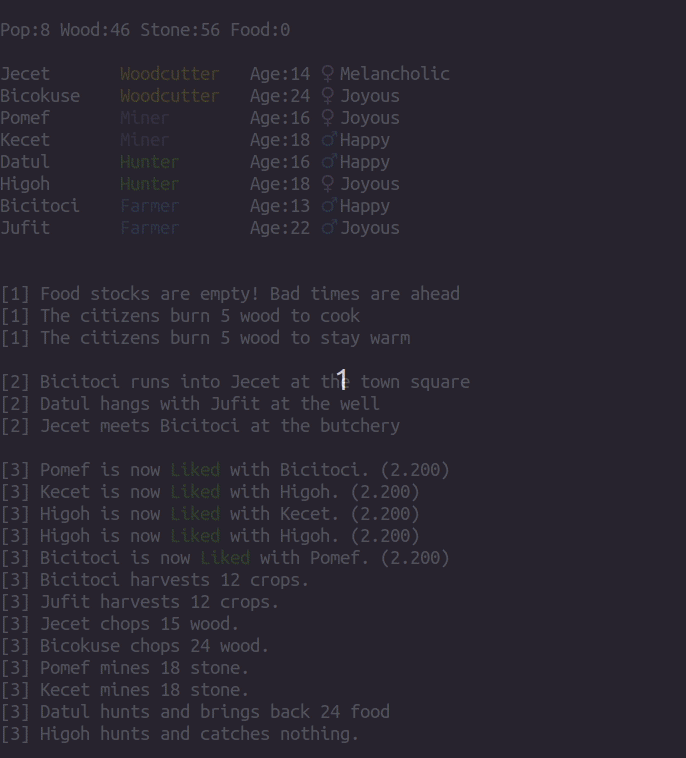 Pop:8 Wood:46 Stone:56 Food:0
Jecet Woodcutter Age:14 ♀ Melancholic
Bicokuse Woodcutter Age:24 ♀ Joyous
Pomef Miner Age:16 ♀ Joyous
Kecet Miner Age:18 ♂ Happy
Datul Hunter Age:16 ♂ Happy
Higoh Hunter Age:18 ♀ Joyous
Bicitoci Farmer Age:13 ♂ Happy
Jufit Farmer Age:22 ♂ Joyous
[1] Food stocks are empty! Bad times are ahead
[1] The citizens burn 5 wood to cook
[1] The citizens burn 5 wood to stay warm
1
[2] Bicitoci runs into Jecet at the town square
[2] Datul hangs with Jufit at the well
[2] Jecet meets Bicitoci at the butchery
[3] Pomef is now Liked with Bicitoci. (2.200)
[3] Kecet is now Liked with Higoh. (2.200)
[3] Higoh is now Liked with Kecet. (2.200)
[3] Higoh is now Liked with Higoh. (2.200)
[3] Bicitoci is now Liked with Pomef. (2.200)
[3] Bicitoci harvests 12 crops.
[3] Jufit harvests 12 crops.
[3] Jecet chops 15 wood.
[3] Bicokuse chops 24 wood.
[3] Pomef mines 18 stone.
[3] Kecet mines 18 stone.
[3] Datul hunts and brings back 24 food
[3] Higoh hunts and catches nothing.